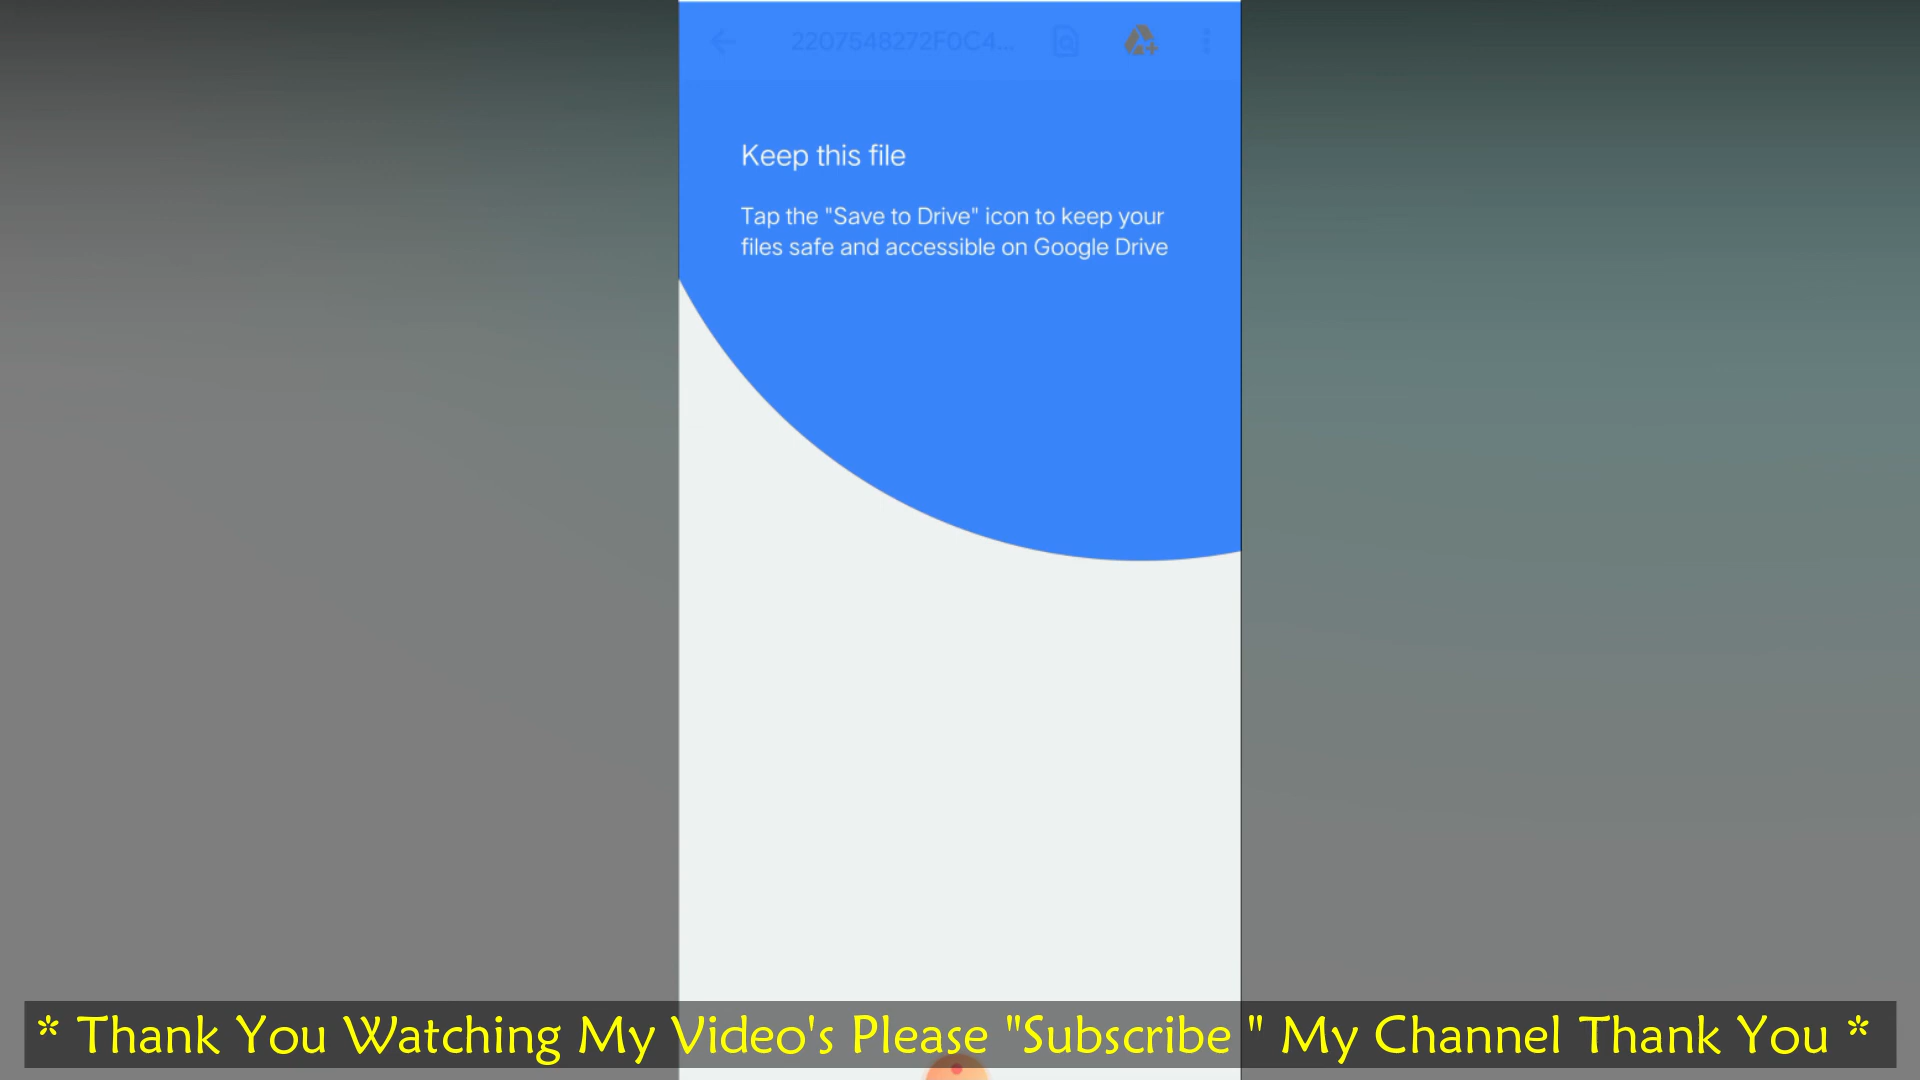 2207548272F0C4...
Keep this file
Tap the "Save to Drive" icon to keep your
files safe and accessible on Google Drive
* Thank You Watching My Video's Please "Subscribe " My Channel Thank You *